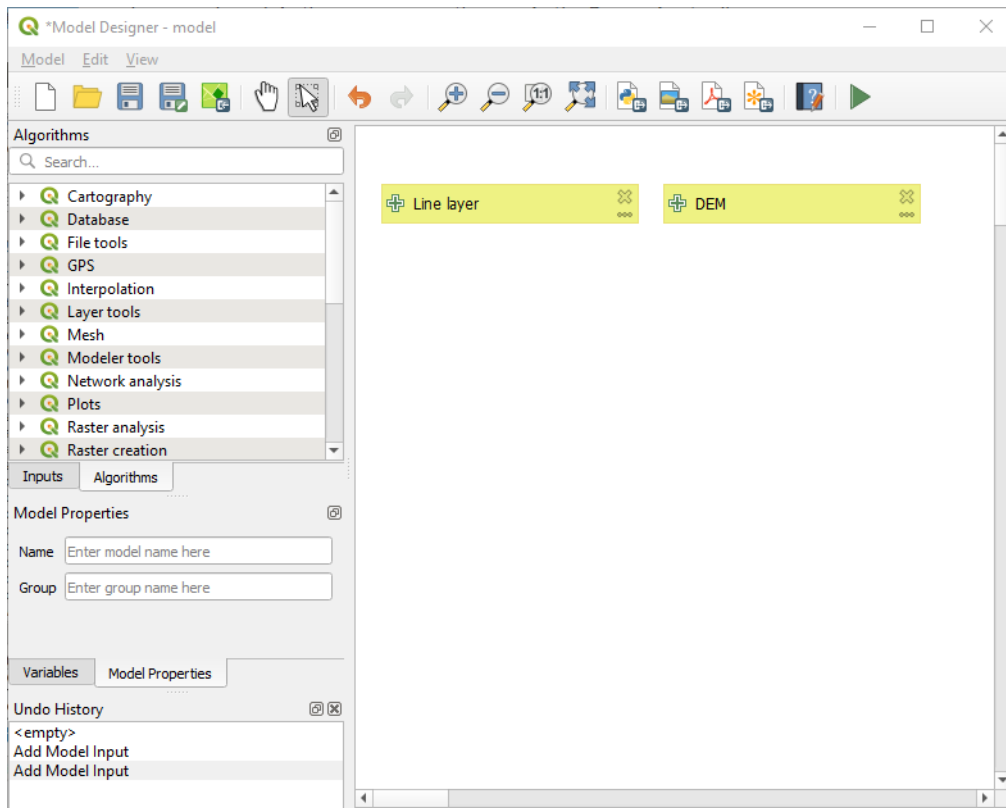 *Model Designer - model
Model Edit View
Algorithms
Search...
Cartography
Database
File tools
GPS
Interpolation
Layer tools
Mesh
Modeler tools
Network analysis
Plots
Raster analysis
Raster creation
Inputs Algorithms
Model Properties
Name Enter model name here
Group Enter group name here
Variables Model Properties
Undo History
<empty>
Add Model Input
Add Model Input
Line layer
DEM
1:1